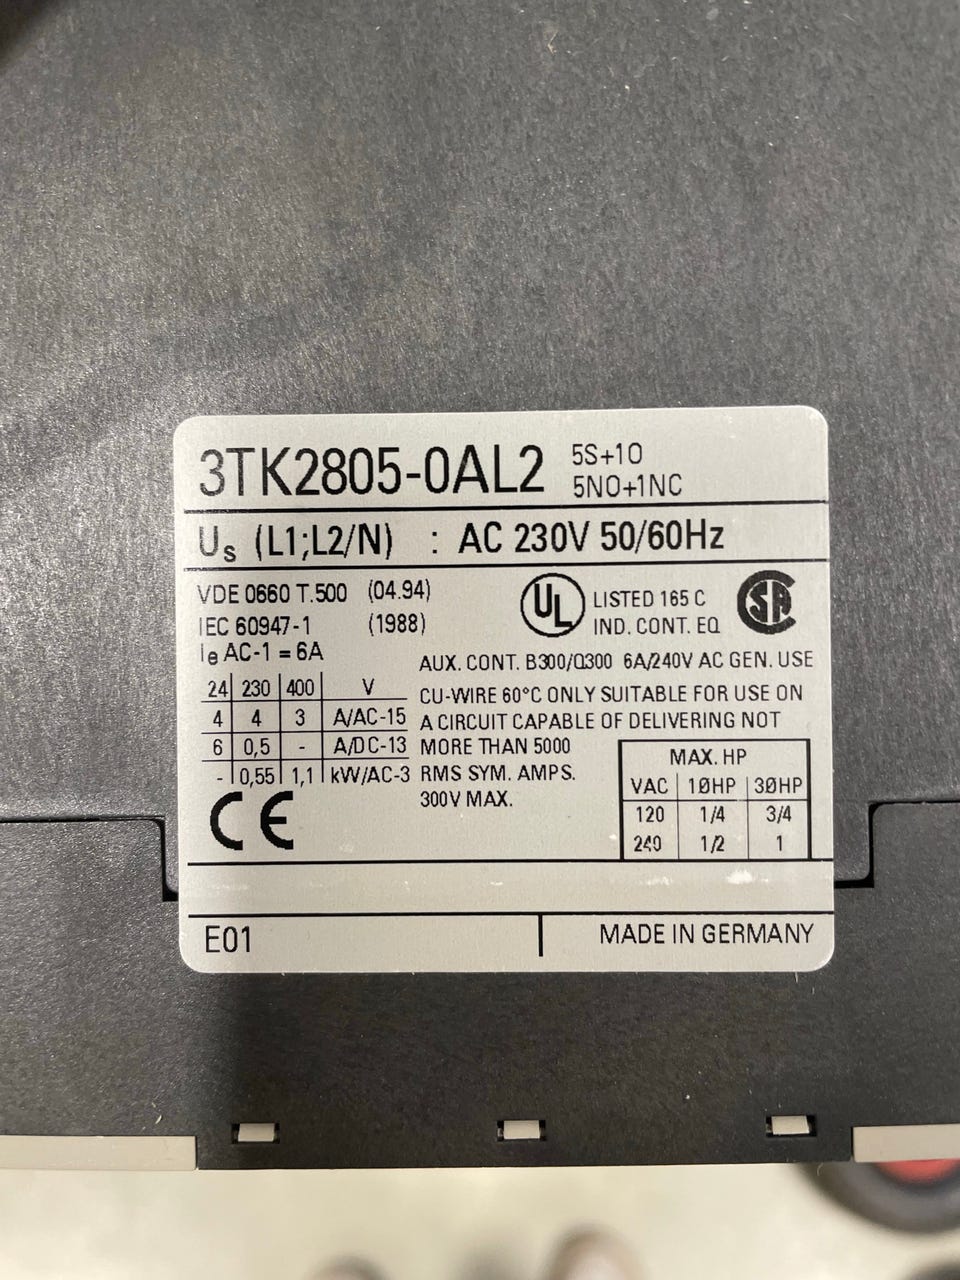 3TK2805-0AL2 5S+1O
5NO+1NC
Us (L1;L2/N) : AC 230V 50/60Hz
VDE 0660 T.500 (04.94)
IEC 60947-1 (1988)
Ie AC-1 = 6A
UL LISTED 165 C
IND. CONT. EQ
SA
AUX. CONT. B300/Q300 6A/240V AC GEN. USE
CU-WIRE 60°C ONLY SUITABLE FOR USE ON
A CIRCUIT CAPABLE OF DELIVERING NOT
MORE THAN 5000
RMS SYM. AMPS.
300V MAX.
24 230 400 V
4 4 3 A/AC-15
6 0,5 - A/DC-13
- 0,55 1,1 kW/AC-3
CE
MAX. HP
VAC 1ØHP 3ØHP
120 1/4 3/4
240 1/2 1
E01 MADE IN GERMANY